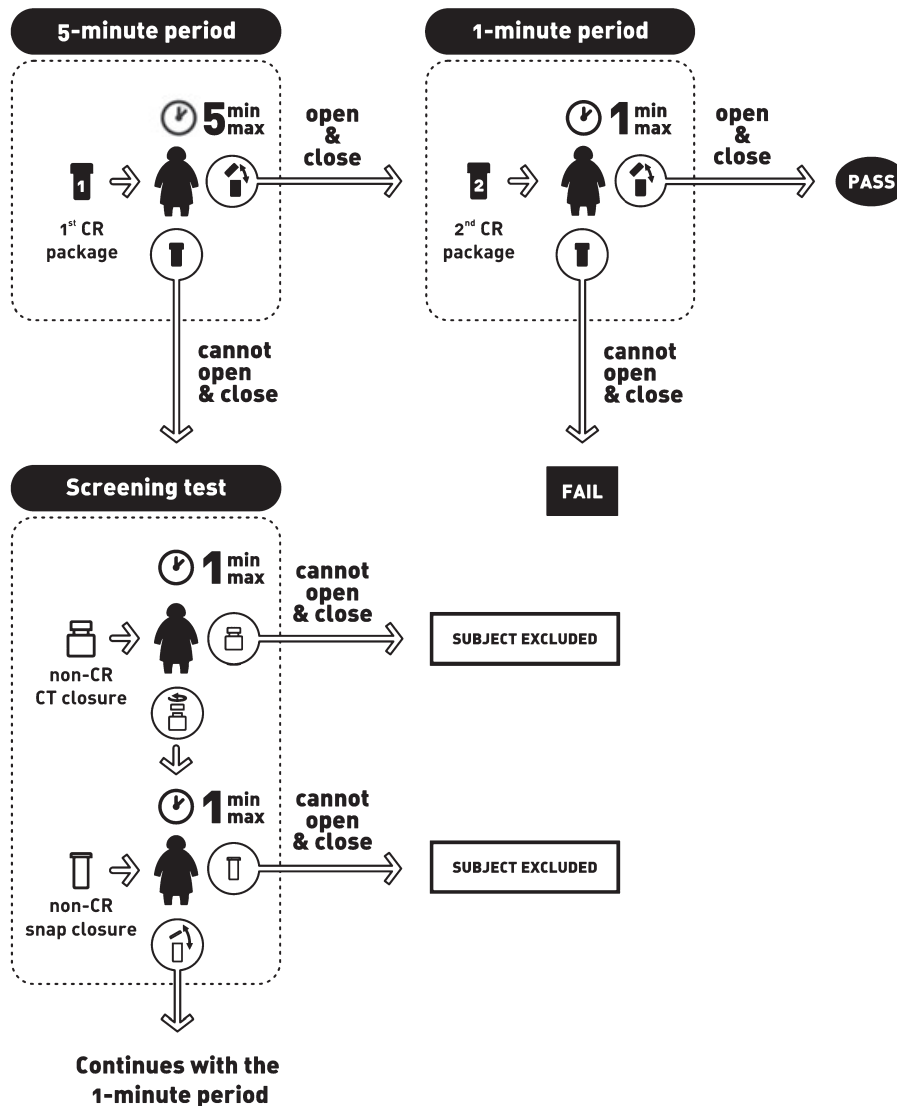 5-minute period
5 min
max
open
&
close
1
1st CR
package
cannot
open
& close
1-minute period
1 min
max
open
&
close
2
2nd CR
package
PASS
cannot
open
& close
FAIL
Screening test
1 min
max
cannot
open
& close
non-CR
CT closure
SUBJECT EXCLUDED
1 min
max
cannot
open
& close
non-CR
snap closure
SUBJECT EXCLUDED
Continues with the
1-minute period